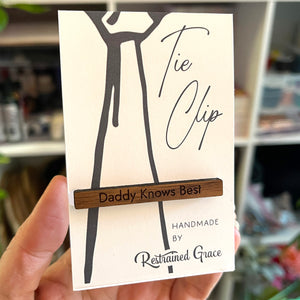 Tie
Clip
Daddy Knows Best
HANDMADE
BY
Restrained Grace